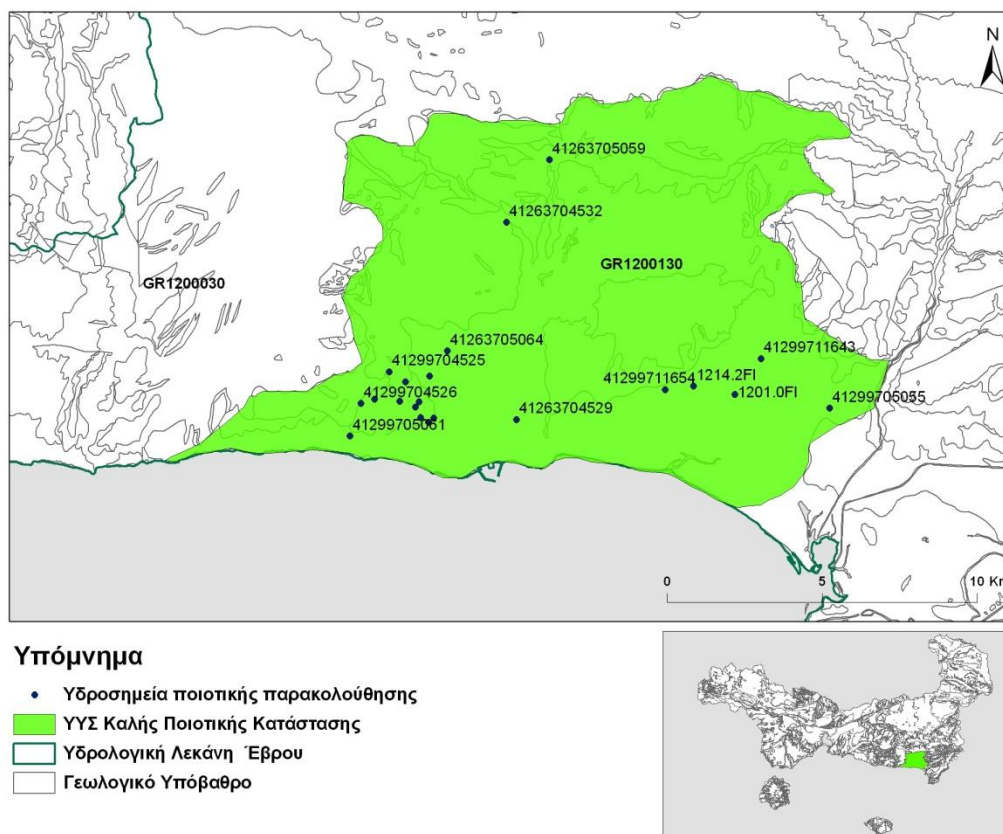 N
41263705059
41263704532
GR1200130
GR1200030
41263705064
41299711643
41299704525
41299711654
1214.2FI
1201.0FI
41299704526
41263704529
41299705055
41299705061
0
5
10 Km
Υπόμνημα
Υδροσημεία ποιοτικής παρακολούθησης
ΥΥΣ Καλής Ποιοτικής Κατάστασης
Υδρολογική Λεκάνη Έβρου
Γεωλογικό Υπόβαθρο